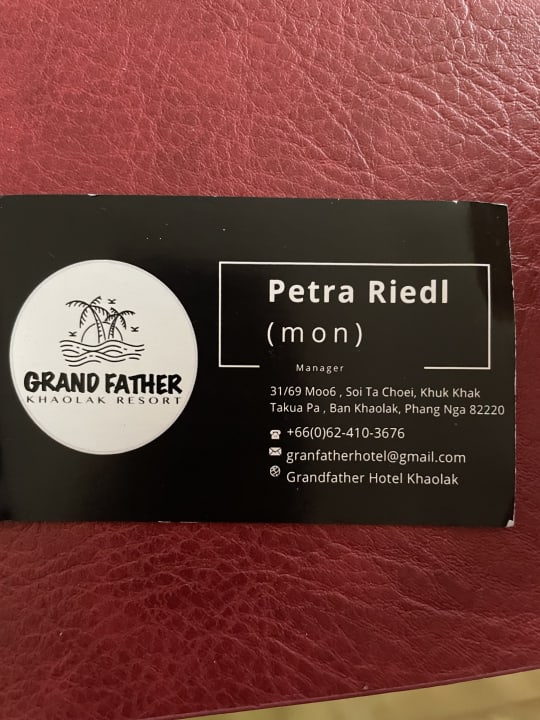 GRAND FATHER
KHAOLAK RESORT
Petra Riedl
(mon)
Manager
31/69 Moo6 , Soi Ta Choei, Khuk Khak
Takua Pa , Ban Khaolak, Phang Nga 82220
+66(0)62-410-3676
granfatherhotel@gmail.com
Grandfather Hotel Khaolak